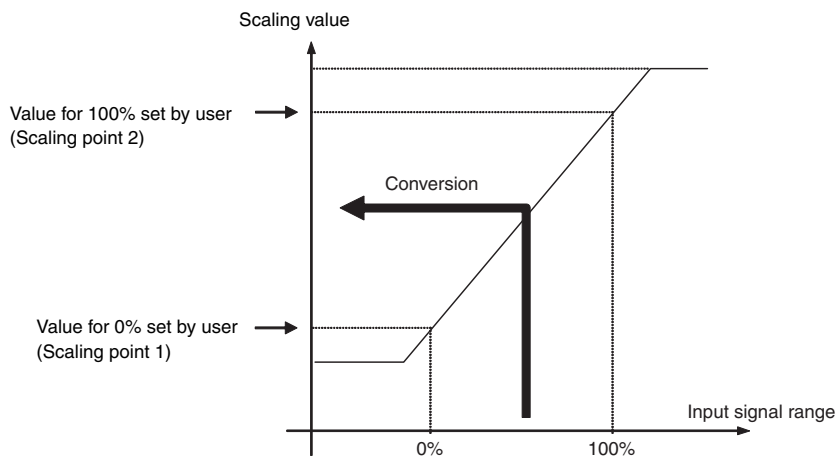 Scaling value
Value for 100% set by user
(Scaling point 2)
Conversion
Value for 0% set by user
(Scaling point 1)
Input signal range
0%
100%